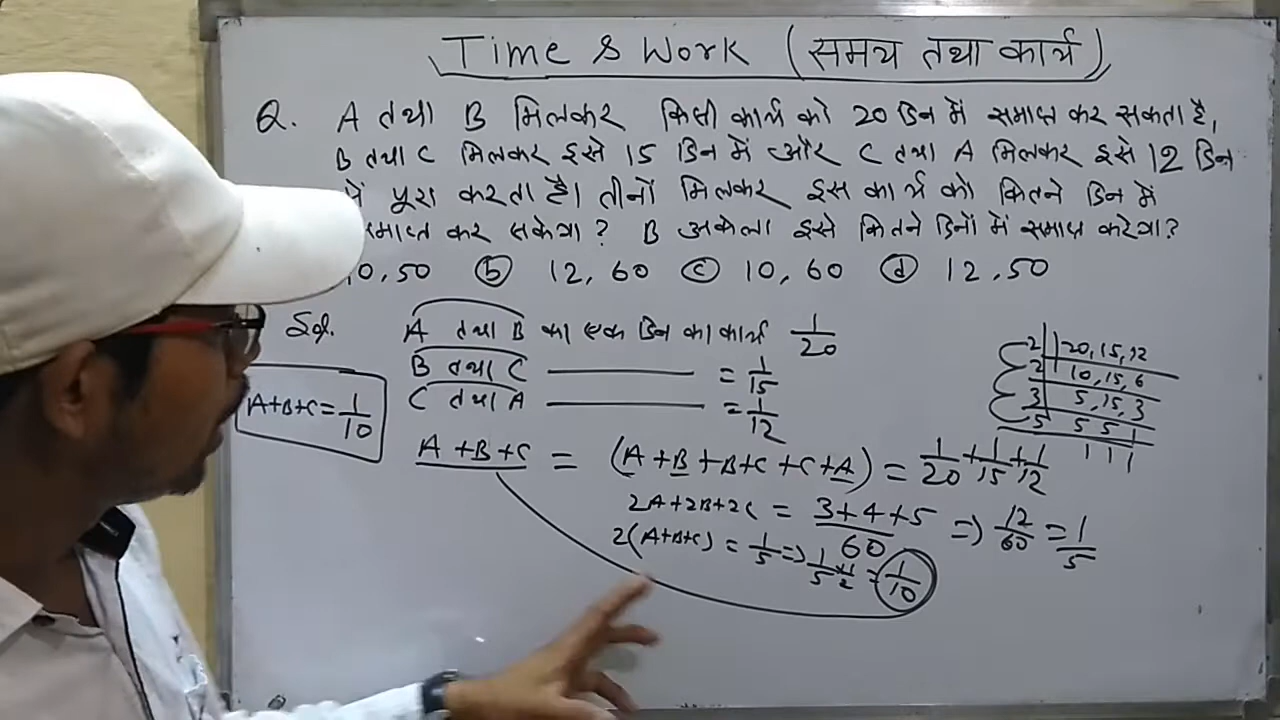 Time & Work (समय तथा कार्य)
Q. A तथा B मिलकर किसी कार्य को 20 दिन में समाप्त कर सकता है,
B तथा C मिलकर इसे 15 दिन में और C तथा A मिलकर इसे 12 दिन
में पूरा करता है। तीनों मिलकर इस कार्य को कितने दिन में
समाप्त कर सकेगा? B अकेला इसे कितने दिनों में समाप्त करेगा?
10, 50 (b) 12, 60 (c) 10, 60 (d) 12, 50
Sol. A तथा B का एक दिन का कार्य 1/20
B तथा C ——— = 1/15
C तथा A ——— = 1/12
A+B+C = 1/10
2 | 20, 15, 12
2 | 10, 15, 6
3 | 5, 15, 3
5 | 5 5 1
1 1 1
A+B+C = (A+B+B+C+C+A) = 1/20 + 1/15 + 1/12
2A+2B+2C = 3+4+5/60 => 12/60 = 1/5
2(A+B+C) = 1/5 => 1/5 × 1/2 = 1/10